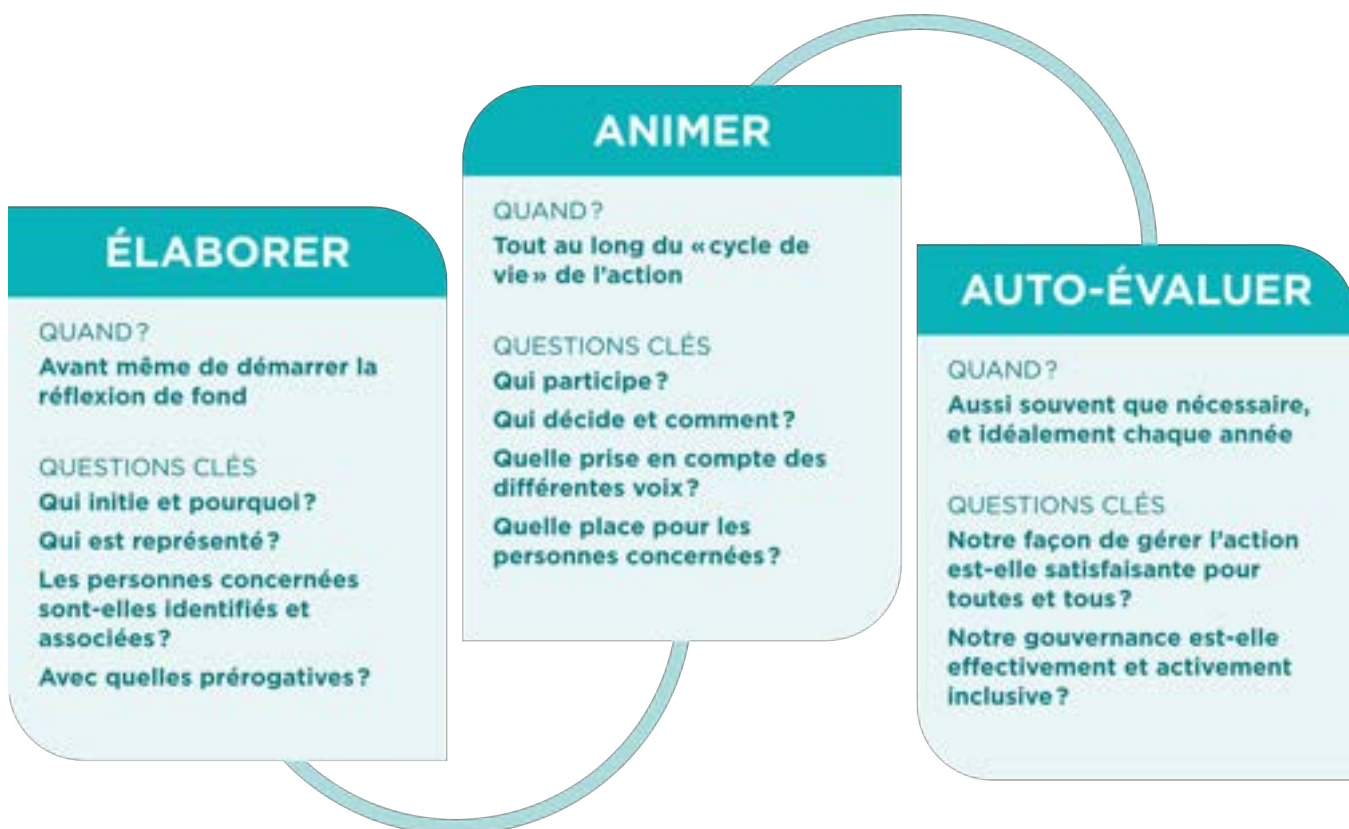 ÉLABORER
QUAND ?
Avant même de démarrer la
réflexion de fond
QUESTIONS CLÉS
Qui initie et pourquoi ?
Qui est représenté ?
Les personnes concernées
sont-elles identifiés et
associées ?
Avec quelles prérogatives ?
ANIMER
QUAND ?
Tout au long du « cycle de
vie » de l'action
QUESTIONS CLÉS
Qui participe ?
Qui décide et comment ?
Quelle prise en compte des
différentes voix ?
Quelle place pour les
personnes concernées ?
AUTO-ÉVALUER
QUAND ?
Aussi souvent que nécessaire,
et idéalement chaque année
QUESTIONS CLÉS
Notre façon de gérer l'action
est-elle satisfaisante pour
toutes et tous ?
Notre gouvernance est-elle
effectivement et activement
inclusive ?